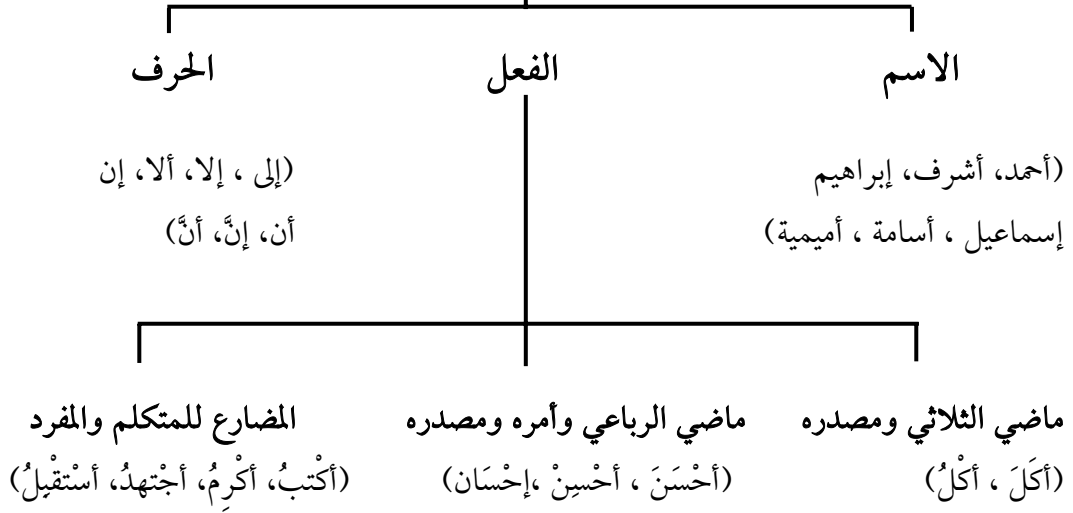 الاسم الفعل الحرف
(أحمد، أشرف، إبراهيم
إسماعيل ، أسامة ، أميمية)
(إلى ، إلا، ألا، إن
أن، إنَّ، أنَّ)
ماضي الثلاثي ومصدره
(أكَلَ ، أكْلُ)
ماضي الرباعي وأمره ومصدره
(أحْسَنَ ، أحْسِنْ ،إحْسَان)
المضارع للمتكلم والمفرد
(أكْتبُ، أكْرِمُ، أجْتهدُ، أسْتقْبِلُ)